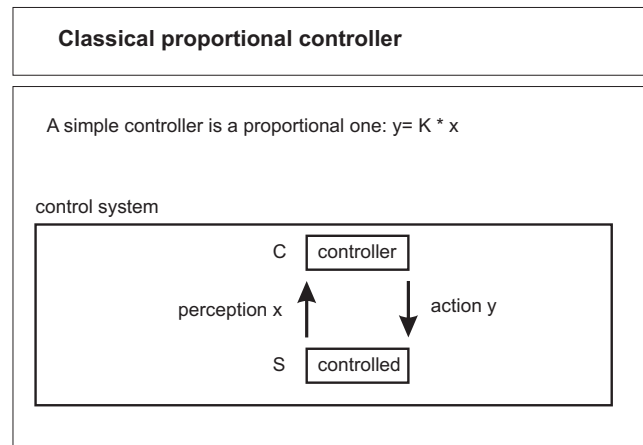 Classical proportional controller
A simple controller is a proportional one: y= K * x
control system
C controller
perception x action y
S controlled